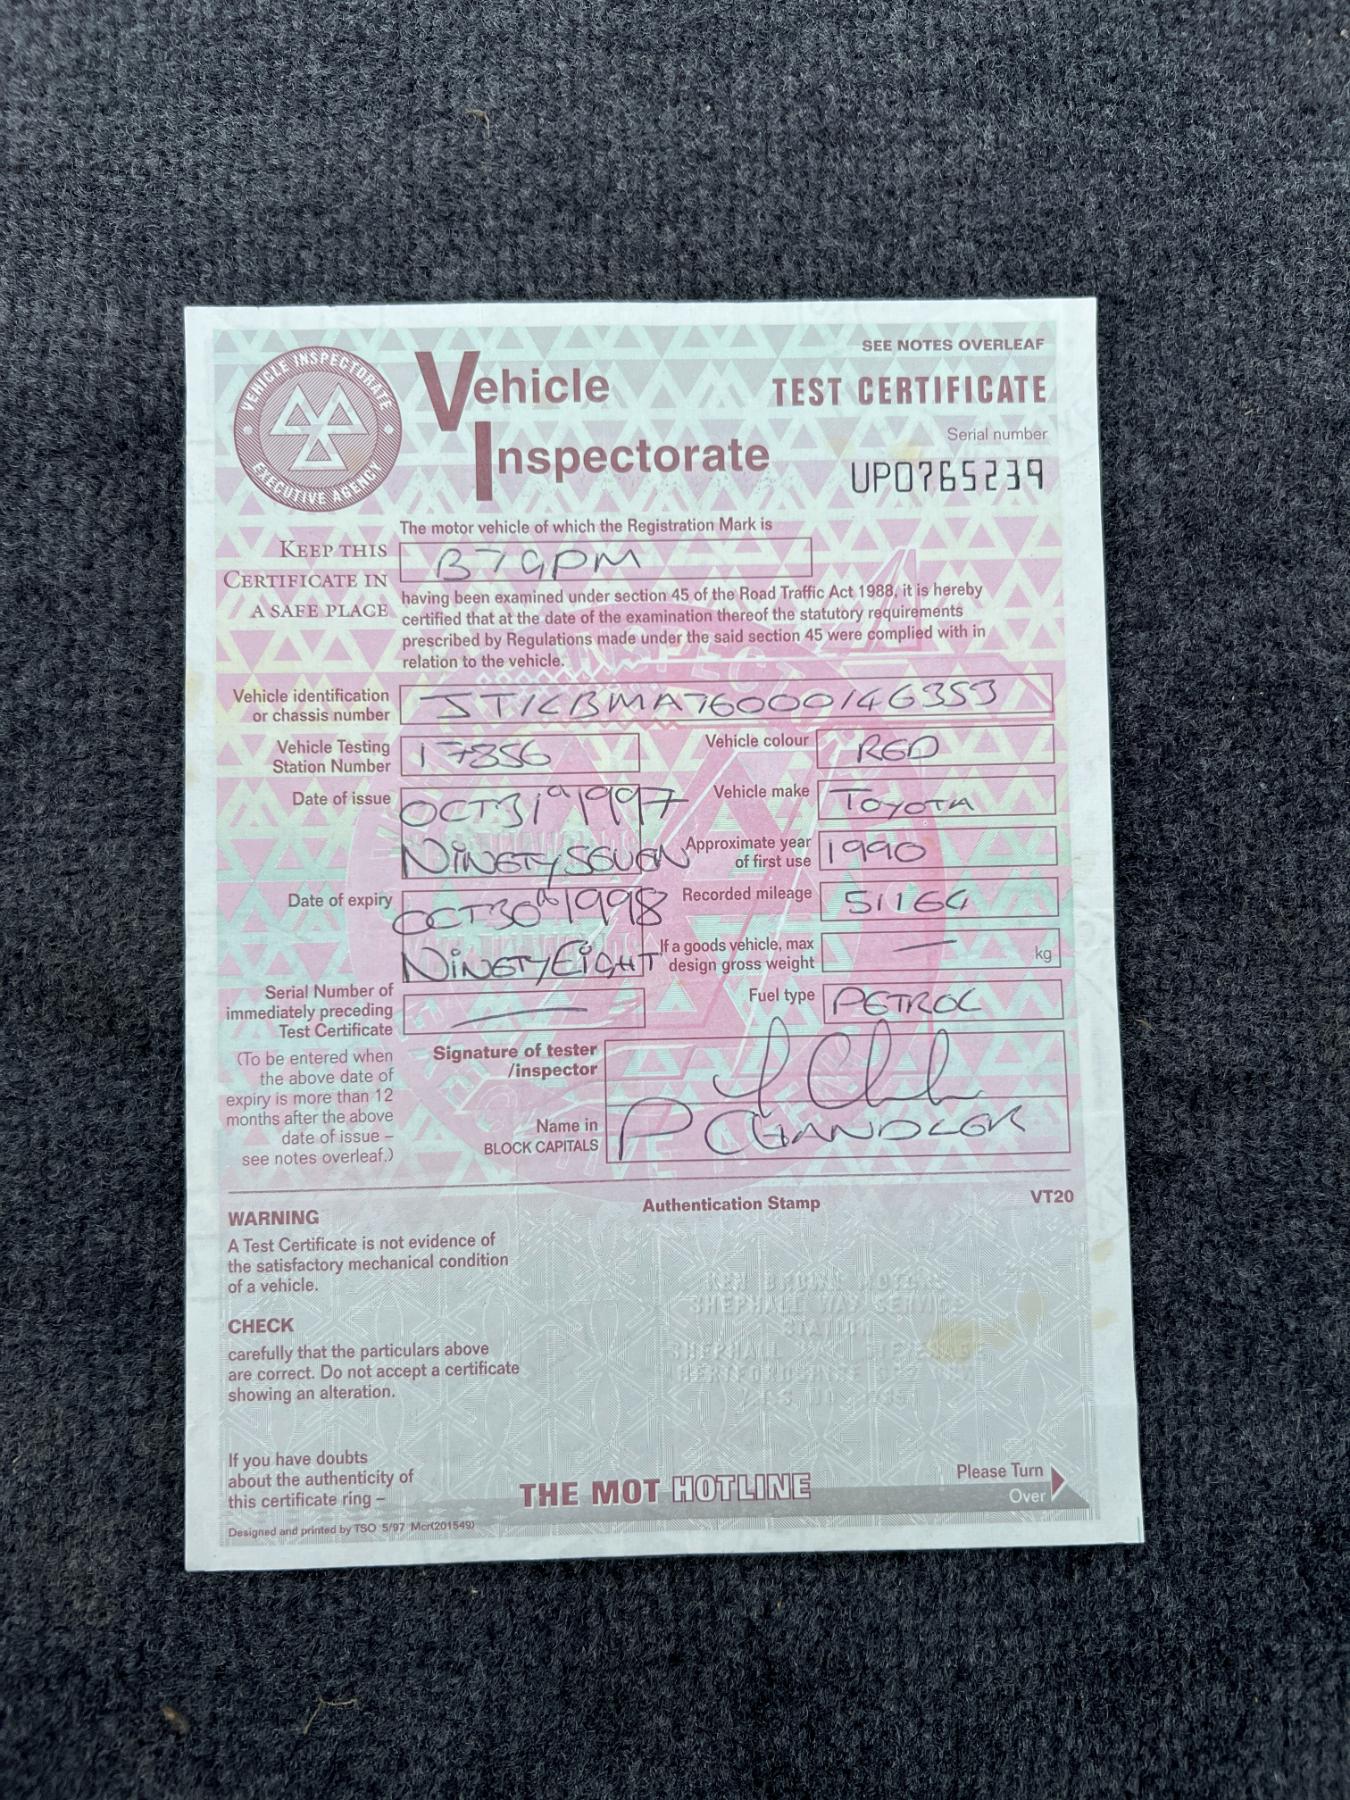 VEHICLE INSPECTORATE
EXECUTIVE AGENCY
Vehicle
Inspectorate
SEE NOTES OVERLEAF
TEST CERTIFICATE
Serial number
UP0765239
KEEP THIS
CERTIFICATE IN
A SAFE PLACE
The motor vehicle of which the Registration Mark is
B79PM
having been examined under section 45 of the Road Traffic Act 1988, it is hereby
certified that at the date of the examination thereof the statutory requirements
prescribed by Regulations made under the said section 45 were complied with in
relation to the vehicle.
Vehicle identification
or chassis number
Vehicle Testing
Station Number
Vehicle colour
RED
Date of issue
OCT 31st 1997
NINETY SEVEN
Vehicle make
TOYOTA
Approximate year
of first use
1990
Date of expiry
OCT 30th 1998
NINETY EIGHT
Recorded mileage
51164
If a goods vehicle, max
design gross weight
—
kg
Serial Number of
immediately preceding
Test Certificate
—
Fuel type
PETROL
(To be entered when
the above date of
expiry is more than 12
months after the above
date of issue –
see notes overleaf.)
Signature of tester
/inspector
Name in
BLOCK CAPITALS
P CHANDLER
Authentication Stamp
VT20
WARNING
A Test Certificate is not evidence of
the satisfactory mechanical condition
of a vehicle.
CHECK
carefully that the particulars above
are correct. Do not accept a certificate
showing an alteration.
BROWN
SHEPHALL WAY SERVICE
STATION
SHEPHALL WAY STEVENAGE
HERTFORDSHIRE
If you have doubts
about the authenticity of
this certificate ring –
THE MOT HOTLINE
Please Turn
Over
Designed and printed by TSO 5/97 Mcr(201549)